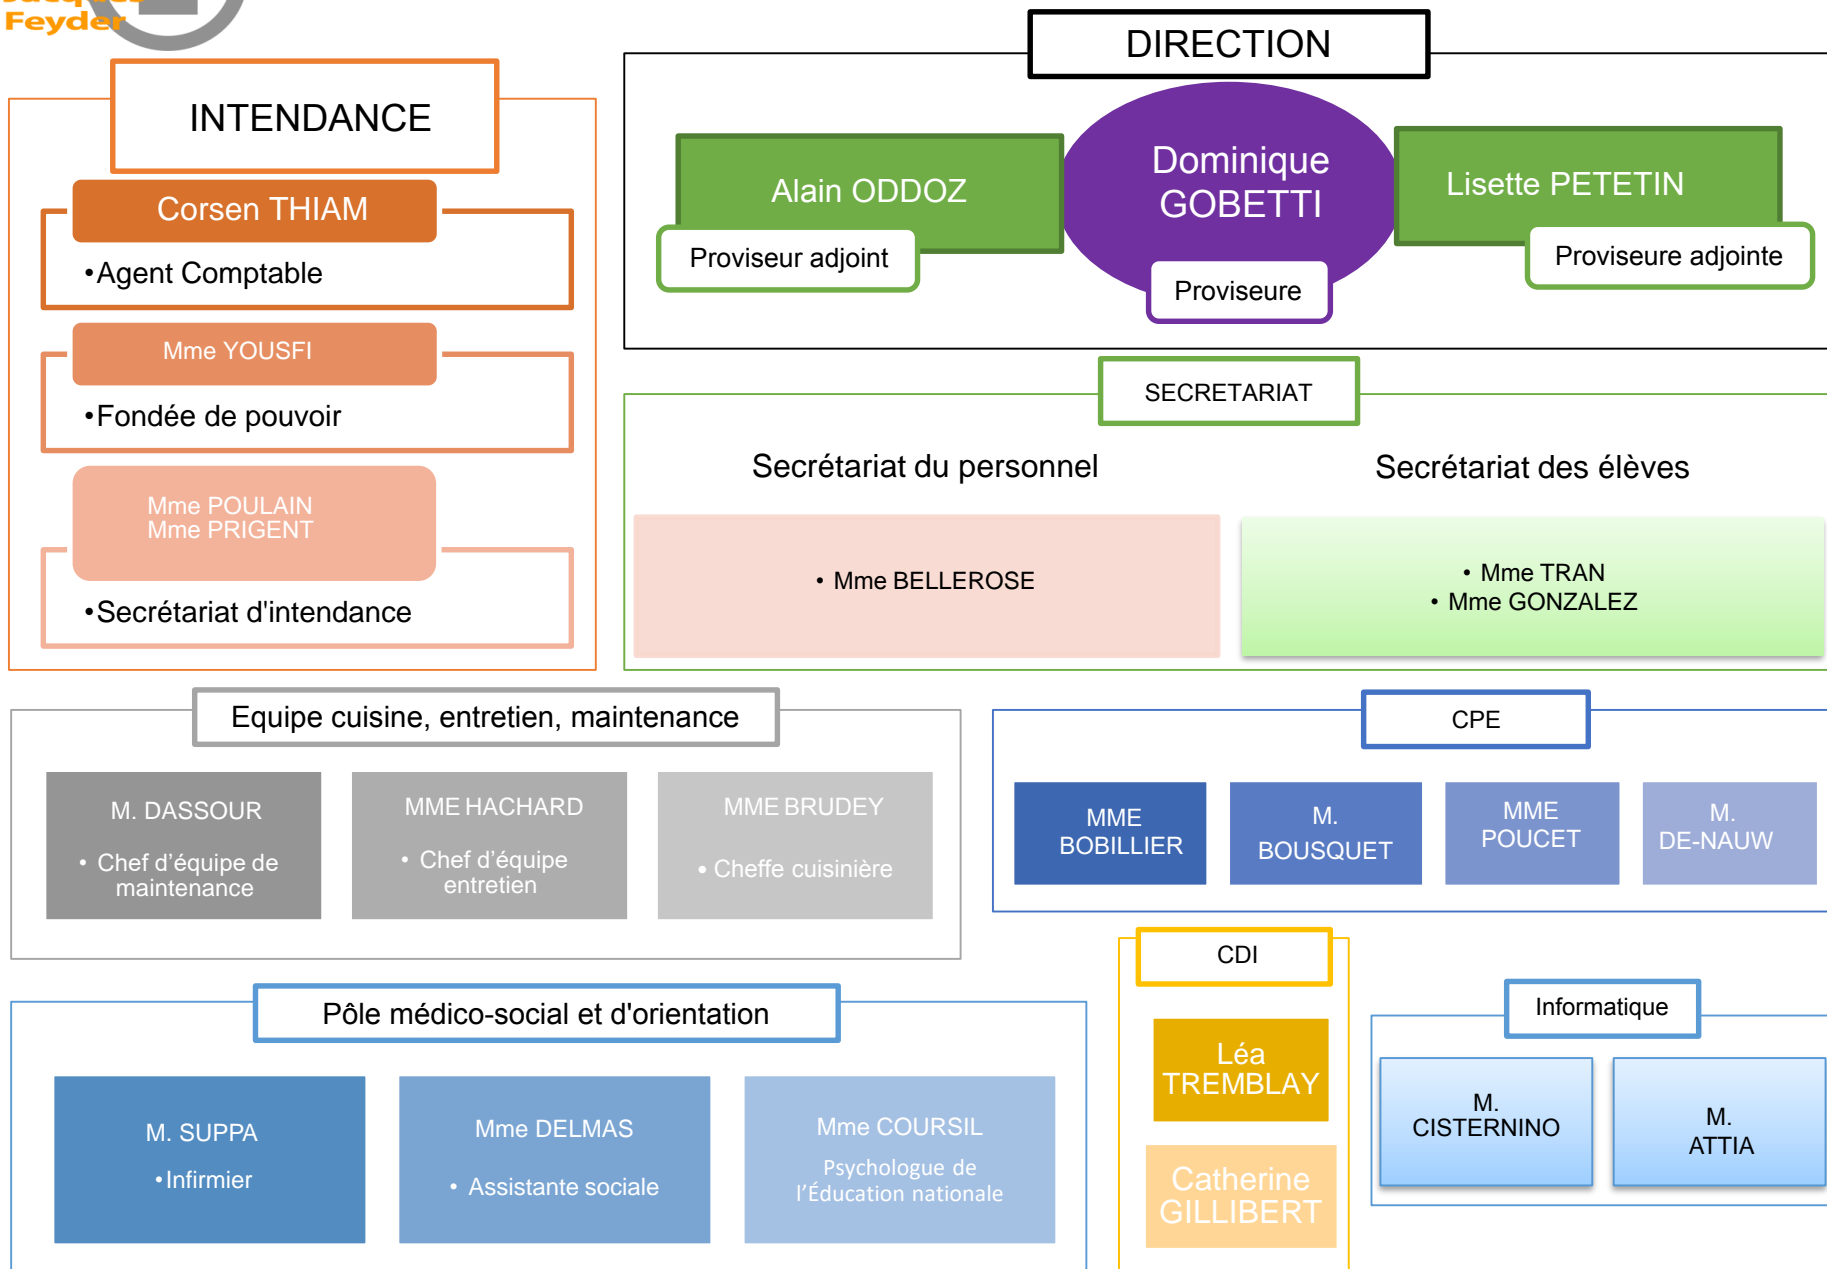 Jacques
Feyder
INTENDANCE
Corsen THIAM
•Agent Comptable
Mme YOUSFI
•Fondée de pouvoir
Mme POULAIN
Mme PRIGENT
•Secrétariat d'intendance
DIRECTION
Alain ODDOZ
Proviseur adjoint
Dominique
GOBETTI
Proviseure
Lisette PETETIN
Proviseure adjointe
SECRETARIAT
Secrétariat du personnel
• Mme BELLEROSE
Secrétariat des élèves
• Mme TRAN
• Mme GONZALEZ
Equipe cuisine, entretien, maintenance
M. DASSOUR
• Chef d’équipe de
maintenance
MME HACHARD
• Chef d’équipe
entretien
MME BRUDEY
• Cheffe cuisinière
CPE
MME
BOBILLIER
M.
BOUSQUET
MME
POUCET
M.
DE-NAUW
Pôle médico-social et d'orientation
M. SUPPA
•Infirmier
Mme DELMAS
• Assistante sociale
Mme COURSIL
Psychologue de
l’Éducation nationale
CDI
Léa
TREMBLAY
Catherine
GILLIBERT
Informatique
M.
CISTERNINO
M.
ATTIA